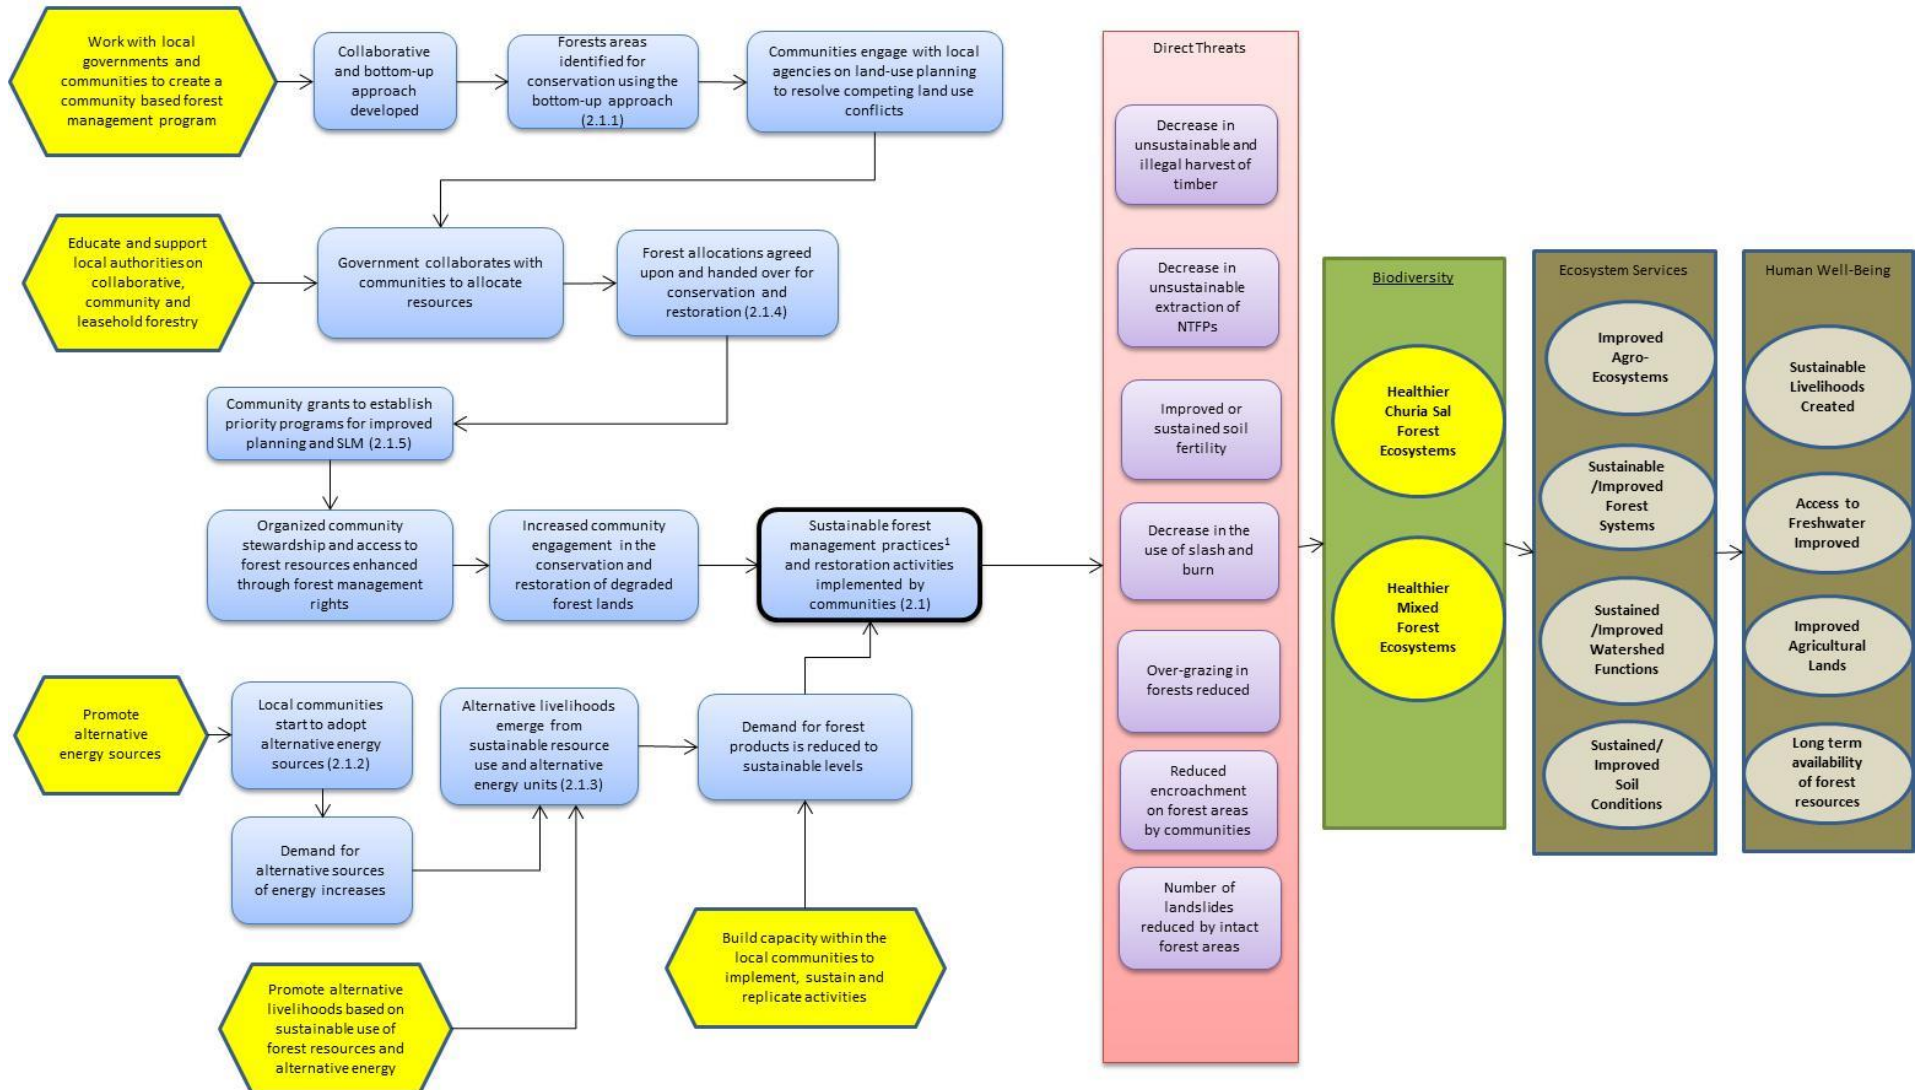 Work with local
governments and
communities to create a
community based forest
management program
Collaborative
and bottom-up
approach
developed
Forests areas
identified for
conservation using the
bottom-up approach
(2.1.1)
Communities engage with local
agencies on land-use planning
to resolve competing land use
conflicts
Educate and support
local authorities on
collaborative,
community and
leasehold forestry
Government collaborates with
communities to allocate
resources
Forest allocations agreed
upon and handed over for
conservation and
restoration (2.1.4)
Community grants to establish
priority programs for improved
planning and SLM (2.1.5)
Organized community
stewardship and access to
forest resources enhanced
through forest management
rights
Increased community
engagement in the
conservation and
restoration of degraded
forest lands
Sustainable forest
management practices¹
and restoration activities
implemented by
communities (2.1)
Promote
alternative
energy sources
Local communities
start to adopt
alternative energy
sources (2.1.2)
Alternative livelihoods
emerge from
sustainable resource
use and alternative
energy units (2.1.3)
Demand for forest
products is reduced to
sustainable levels
Demand for
alternative sources
of energy increases
Build capacity within the
local communities to
implement, sustain and
replicate activities
Promote alternative
livelihoods based on
sustainable use of
forest resources and
alternative energy
Direct Threats
Decrease in
unsustainable and
illegal harvest of
timber
Decrease in
unsustainable
extraction of
NTFPs
Improved or
sustained soil
fertility
Decrease in the
use of slash and
burn
Over-grazing in
forests reduced
Reduced
encroachment
on forest areas
by communities
Number of
landslides
reduced by intact
forest areas
Biodiversity
Healthier
Churia Sal
Forest
Ecosystems
Healthier
Mixed
Forest
Ecosystems
Ecosystem Services
Improved
Agro-
Ecosystems
Sustainable
/Improved
Forest
Systems
Sustained
/Improved
Watershed
Functions
Sustained/
Improved
Soil
Conditions
Human Well-Being
Sustainable
Livelihoods
Created
Access to
Freshwater
Improved
Improved
Agricultural
Lands
Long term
availability
of forest
resources